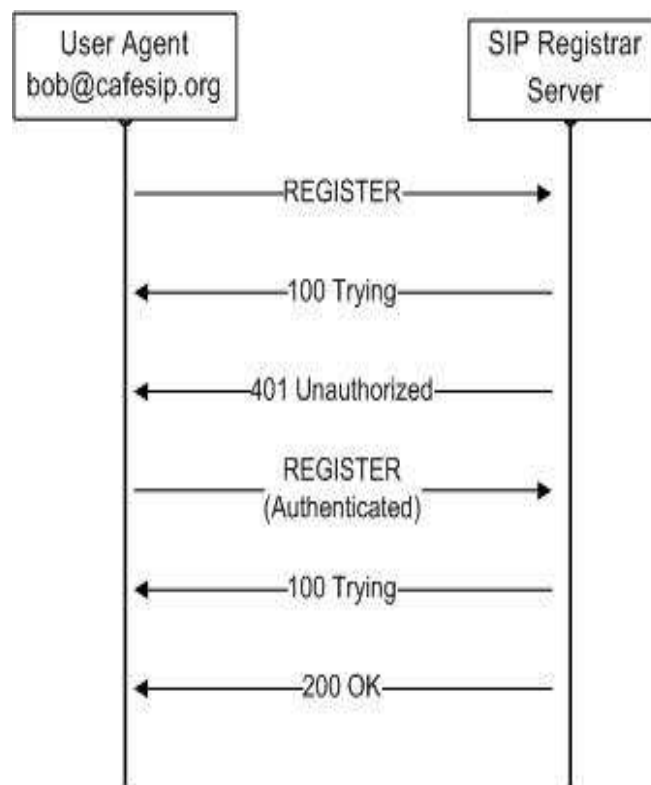 User Agent
bob@cafesip.org
SIP Registrar
Server
REGISTER
100 Trying
401 Unauthorized
REGISTER
(Authenticated)
100 Trying
200 OK